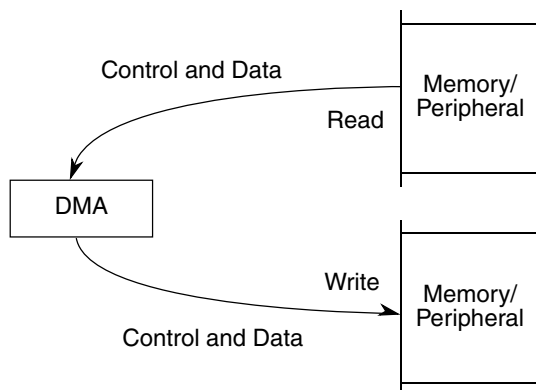 Control and Data
Memory/
Peripheral
Read
DMA
Write
Memory/
Peripheral
Control and Data